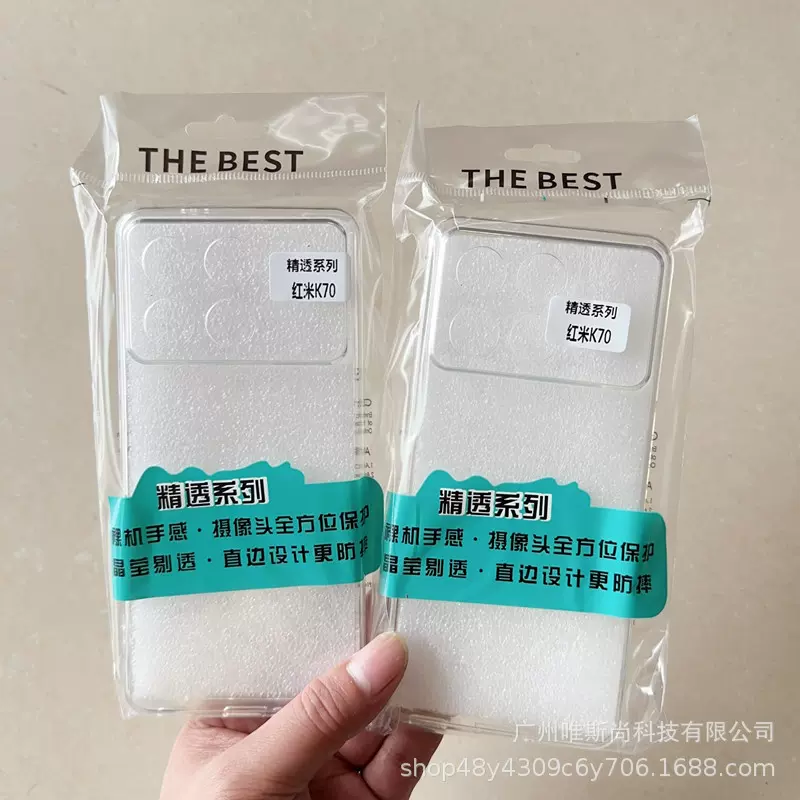 THE BEST
精透系列
红米K70
精透系列
裸机手感·摄像头全方位保护
晶莹剔透·直边设计更防摔
THE BEST
精透系列
红米K70
精透系列
裸机手感·摄像头全方位保护
晶莹剔透·直边设计更防摔
广州唯斯尚科技有限公司
shop48y4309c6y706.1688.com